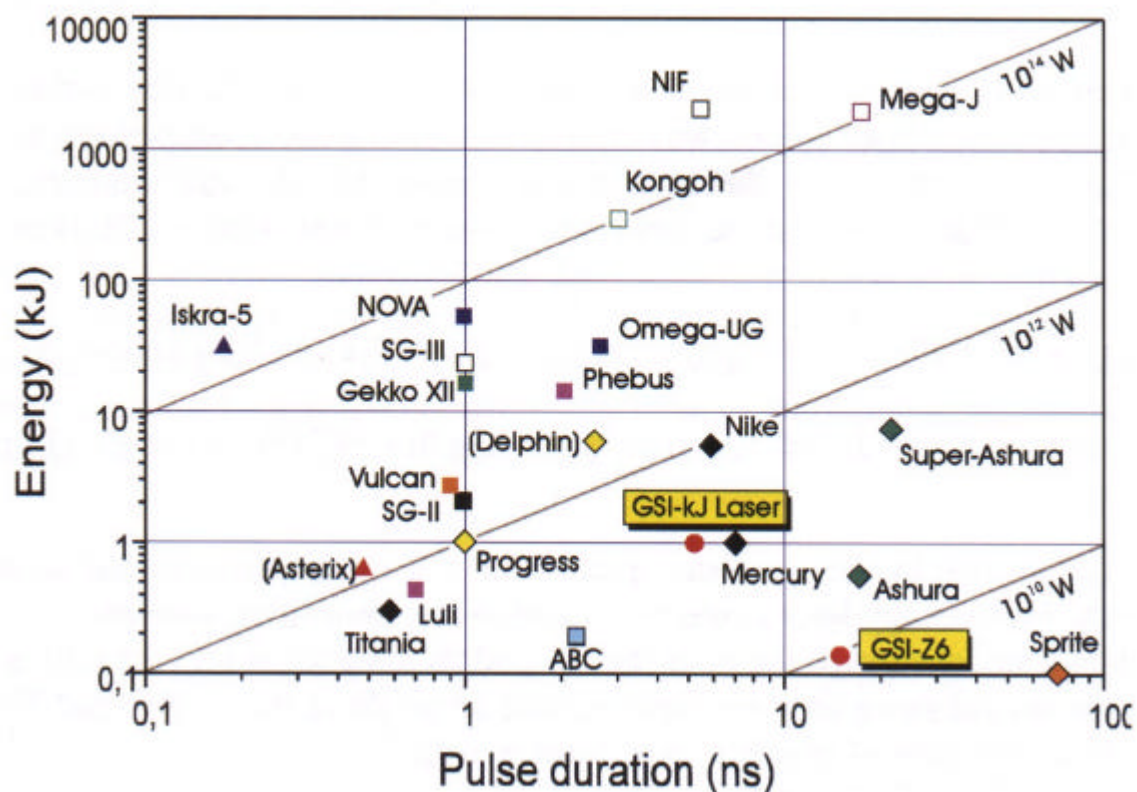 10000
NIF
Mega-J
10¹⁴ W
1000
Kongoh
100
Iskra-5
NOVA
Omega-UG
10¹² W
SG-III
Gekko XII
Phebus
10
(Delphin)
Nike
Super-Ashura
Vulcan
SG-II
GSI-kJ Laser
1
(Asterix)
Progress
Mercury
Ashura
10¹⁰ W
Luli
Titania
ABC
GSI-Z6
Sprite
0,1
0,1
1
10
100
Energy (kJ)
Pulse duration (ns)